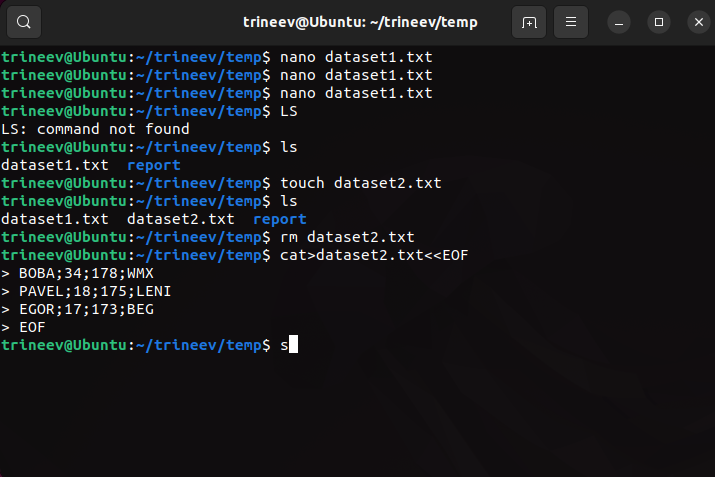 trineev@Ubuntu: ~/trineev/temp
trineev@Ubuntu:~/trineev/temp$ nano dataset1.txt
trineev@Ubuntu:~/trineev/temp$ nano dataset1.txt
trineev@Ubuntu:~/trineev/temp$ nano dataset1.txt
trineev@Ubuntu:~/trineev/temp$ LS
LS: command not found
trineev@Ubuntu:~/trineev/temp$ ls
dataset1.txt  report
trineev@Ubuntu:~/trineev/temp$ touch dataset2.txt
trineev@Ubuntu:~/trineev/temp$ ls
dataset1.txt  dataset2.txt  report
trineev@Ubuntu:~/trineev/temp$ rm dataset2.txt
trineev@Ubuntu:~/trineev/temp$ cat>dataset2.txt<<EOF
> BOBA;34;178;WMX
> PAVEL;18;175;LENI
> EGOR;17;173;BEG
> EOF
trineev@Ubuntu:~/trineev/temp$ s